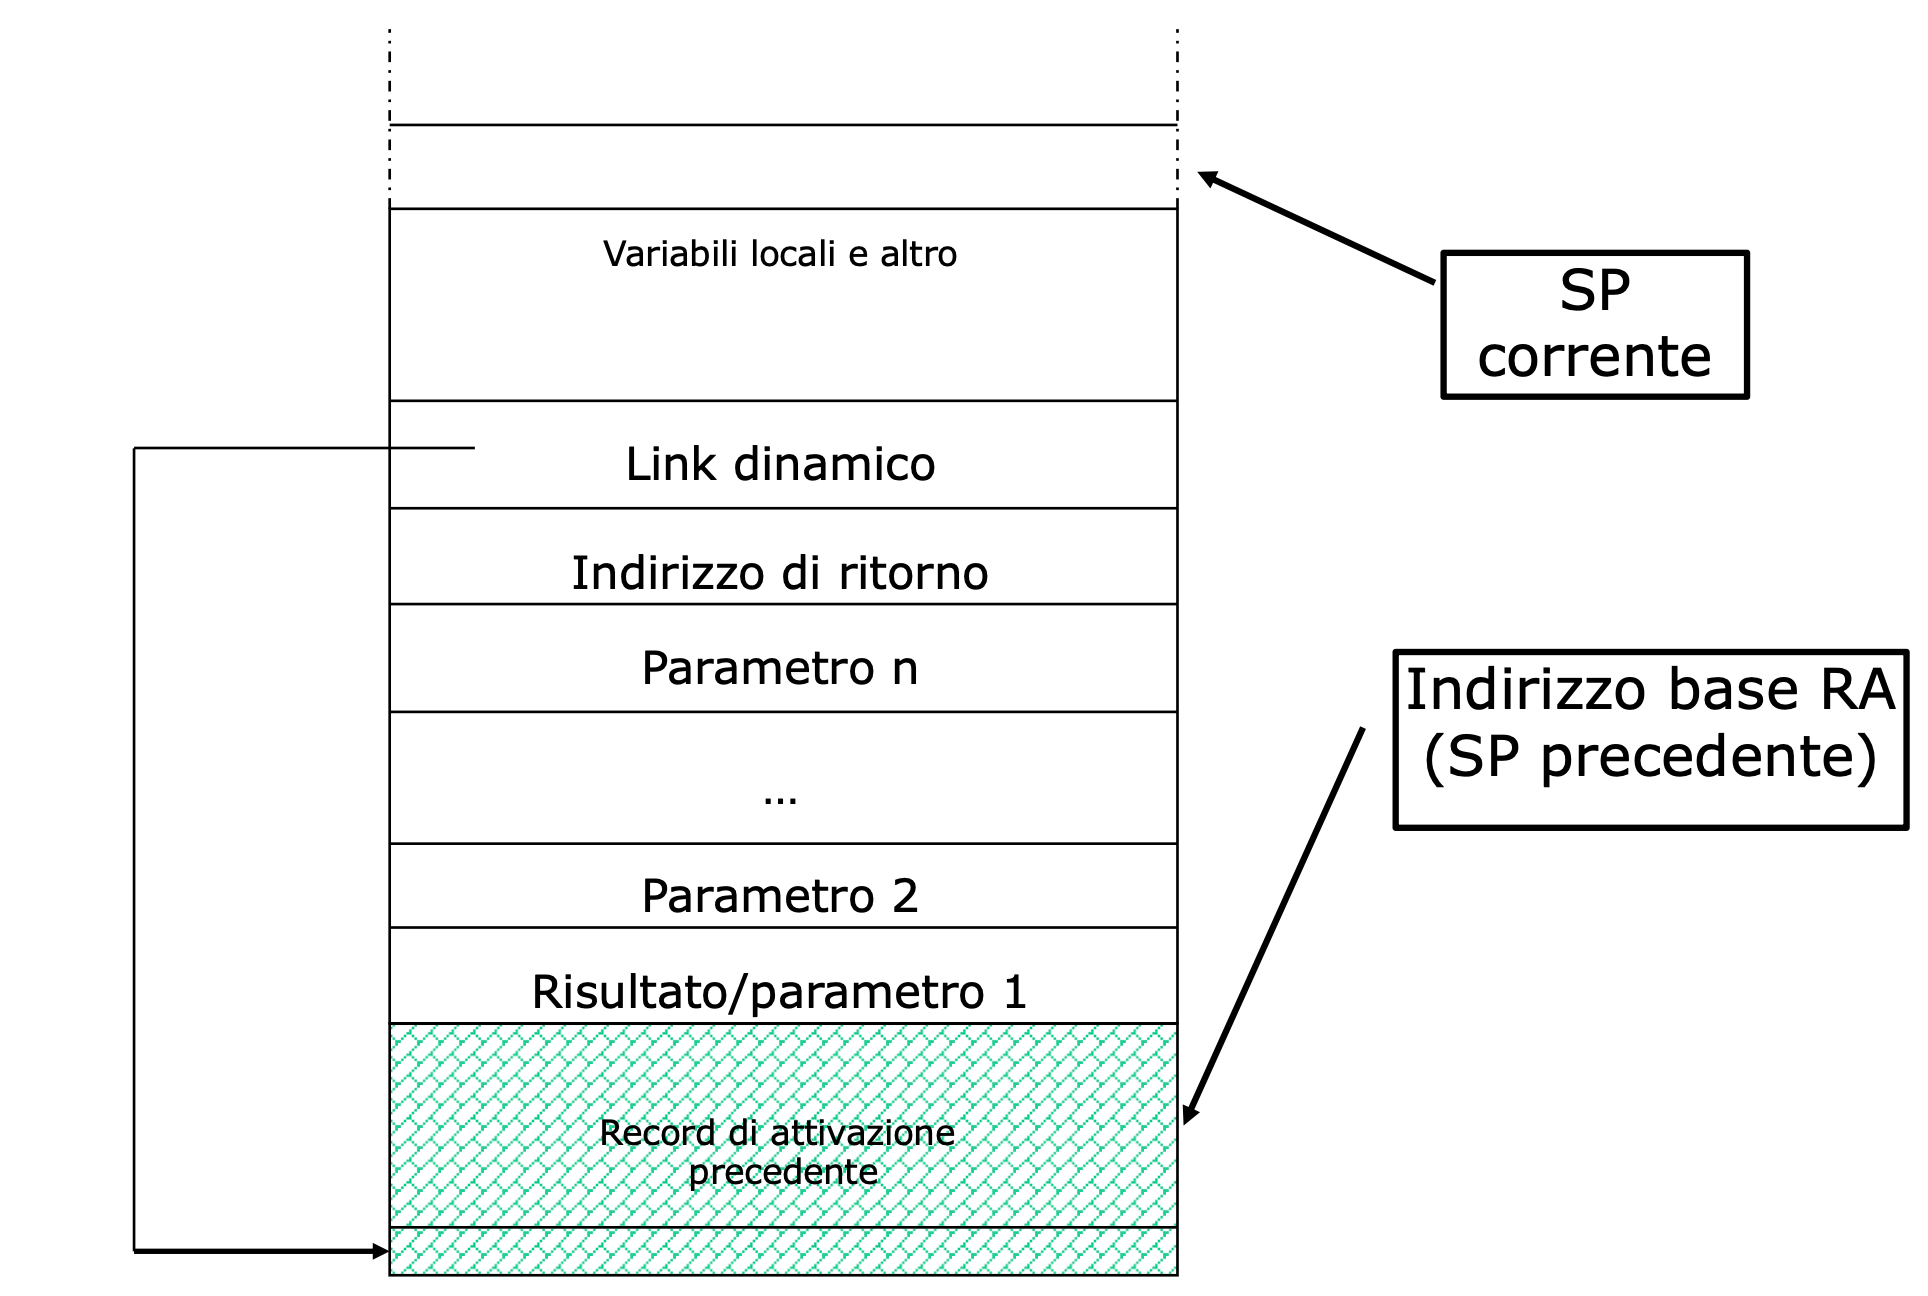 Variabili locali e altro
SP
corrente
Link dinamico
Indirizzo di ritorno
Parametro n
Indirizzo base RA
(SP precedente)
...
Parametro 2
Risultato/parametro 1
Record di attivazione
precedente